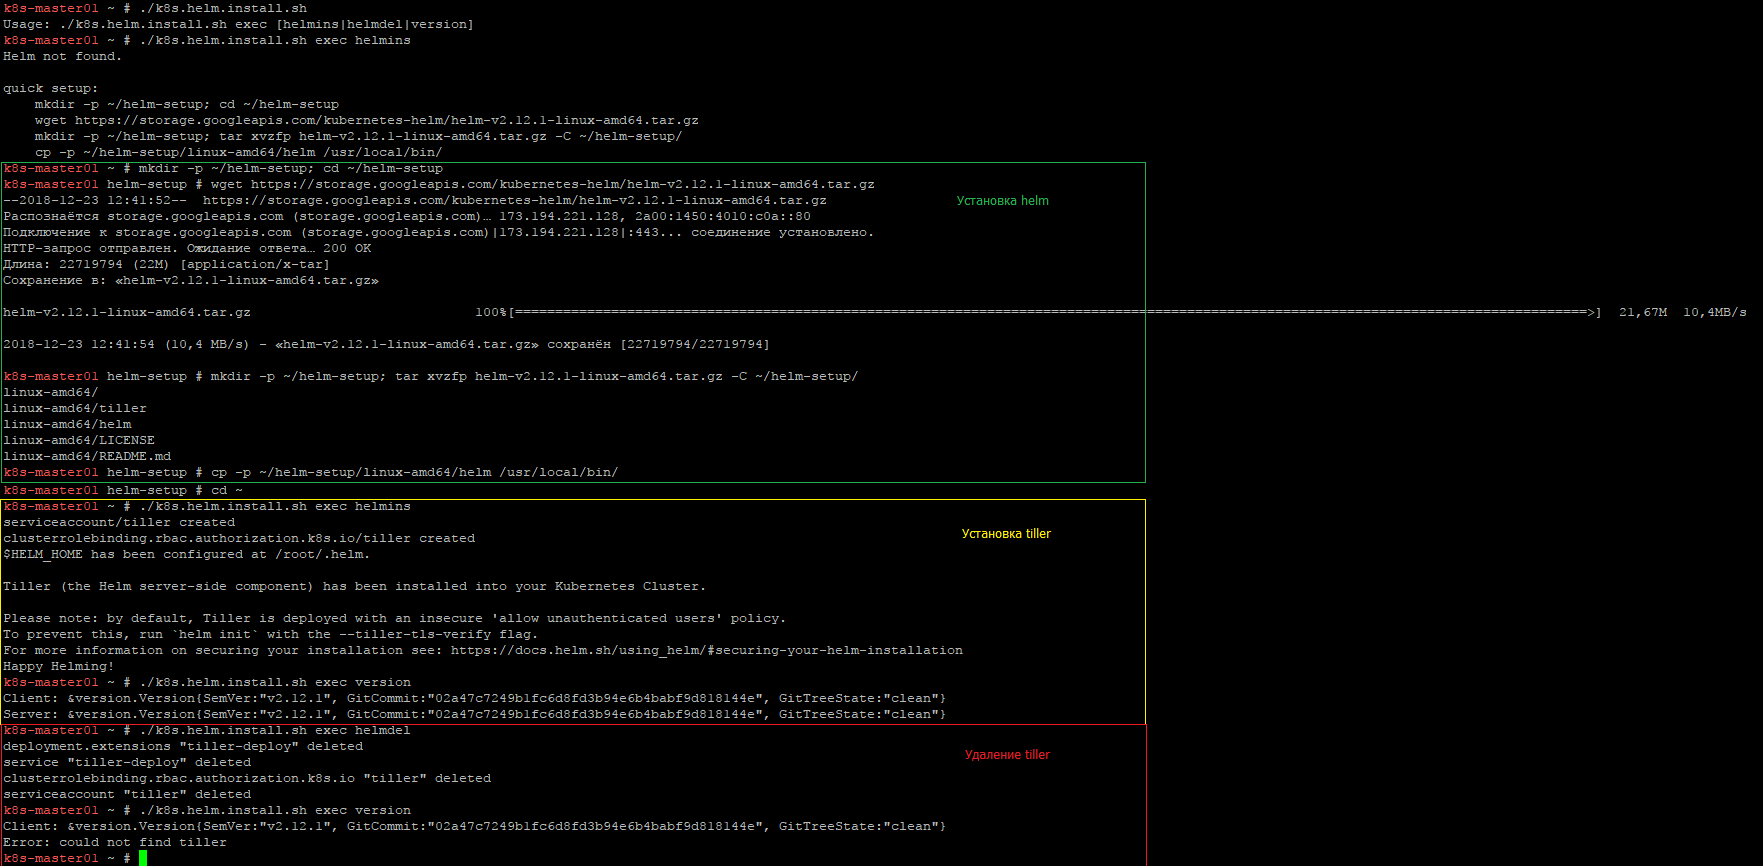 k8s-master01 ~ # ./k8s.helm.install.sh
Usage: ./k8s.helm.install.sh exec [helmins|helmdel|version]
k8s-master01 ~ # ./k8s.helm.install.sh exec helmins
Helm not found.
quick setup:
mkdir -p ~/helm-setup; cd ~/helm-setup
wget https://storage.googleapis.com/kubernetes-helm/helm-v2.12.1-linux-amd64.tar.gz
mkdir -p ~/helm-setup; tar xvzfp helm-v2.12.1-linux-amd64.tar.gz -C ~/helm-setup/
cp -p ~/helm-setup/linux-amd64/helm /usr/local/bin/
k8s-master01 ~ # mkdir -p ~/helm-setup; cd ~/helm-setup
k8s-master01 helm-setup # wget https://storage.googleapis.com/kubernetes-helm/helm-v2.12.1-linux-amd64.tar.gz
--2018-12-23 12:41:52--  https://storage.googleapis.com/kubernetes-helm/helm-v2.12.1-linux-amd64.tar.gz
Установка helm
Распознаётся storage.googleapis.com (storage.googleapis.com)… 173.194.221.128, 2a00:1450:4010:c0a::80
Подключение к storage.googleapis.com (storage.googleapis.com)|173.194.221.128|:443... соединение установлено.
HTTP-запрос отправлен. Ожидание ответа… 200 OK
Длина: 22719794 (22M) [application/x-tar]
Сохранение в: «helm-v2.12.1-linux-amd64.tar.gz»
helm-v2.12.1-linux-amd64.tar.gz 100%[======================================>] 21,67M 10,4MB/s
2018-12-23 12:41:54 (10,4 MB/s) - «helm-v2.12.1-linux-amd64.tar.gz» сохранён [22719794/22719794]
k8s-master01 helm-setup # mkdir -p ~/helm-setup; tar xvzfp helm-v2.12.1-linux-amd64.tar.gz -C ~/helm-setup/
linux-amd64/
linux-amd64/tiller
linux-amd64/helm
linux-amd64/LICENSE
linux-amd64/README.md
k8s-master01 helm-setup # cp -p ~/helm-setup/linux-amd64/helm /usr/local/bin/
k8s-master01 helm-setup # cd ~
k8s-master01 ~ # ./k8s.helm.install.sh exec helmins
serviceaccount/tiller created
clusterrolebinding.rbac.authorization.k8s.io/tiller created
Установка tiller
$HELM_HOME has been configured at /root/.helm.
Tiller (the Helm server-side component) has been installed into your Kubernetes Cluster.
Please note: by default, Tiller is deployed with an insecure 'allow unauthenticated users' policy.
To prevent this, run `helm init` with the --tiller-tls-verify flag.
For more information on securing your installation see: https://docs.helm.sh/using_helm/#securing-your-helm-installation
Happy Helming!
k8s-master01 ~ # ./k8s.helm.install.sh exec version
Client: &version.Version{SemVer:"v2.12.1", GitCommit:"02a47c7249b1fc6d8fd3b94e6b4babf9d818144e", GitTreeState:"clean"}
Server: &version.Version{SemVer:"v2.12.1", GitCommit:"02a47c7249b1fc6d8fd3b94e6b4babf9d818144e", GitTreeState:"clean"}
k8s-master01 ~ # ./k8s.helm.install.sh exec helmdel
deployment.extensions "tiller-deploy" deleted
Удаление tiller
service "tiller-deploy" deleted
clusterrolebinding.rbac.authorization.k8s.io "tiller" deleted
serviceaccount "tiller" deleted
k8s-master01 ~ # ./k8s.helm.install.sh exec version
Client: &version.Version{SemVer:"v2.12.1", GitCommit:"02a47c7249b1fc6d8fd3b94e6b4babf9d818144e", GitTreeState:"clean"}
Error: could not find tiller
k8s-master01 ~ #